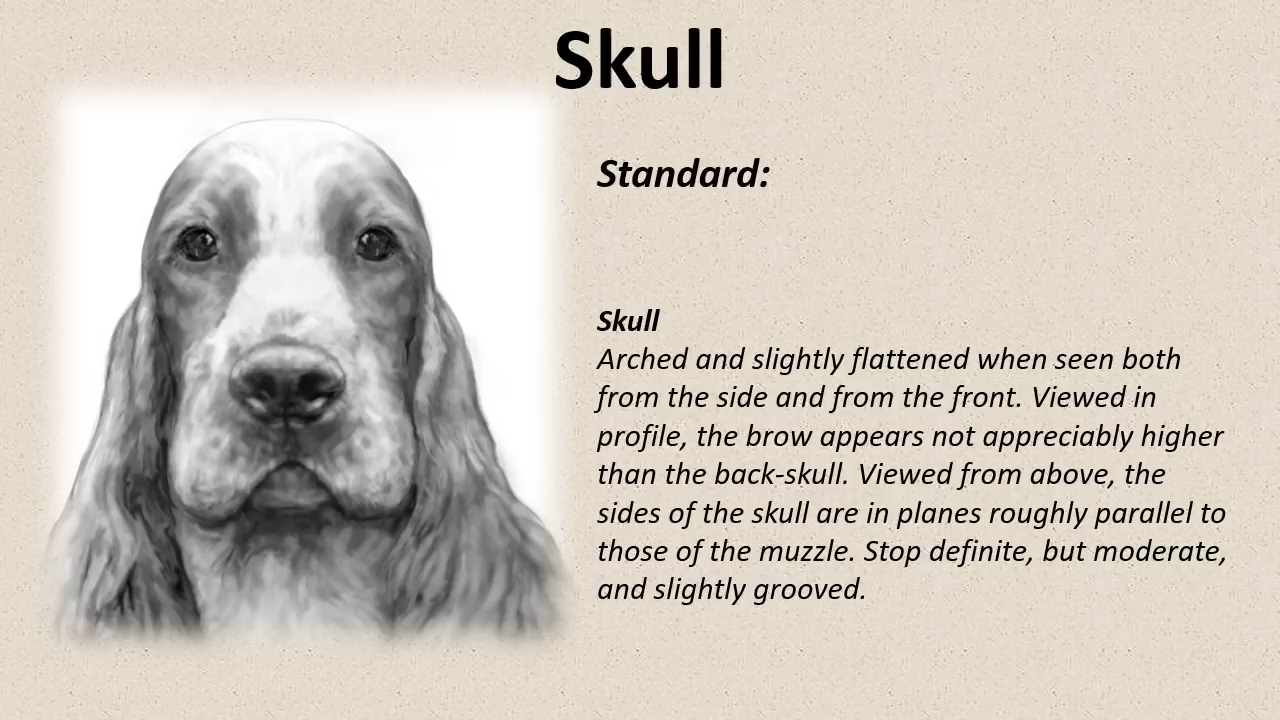 Skull
Standard:
Skull
Arched and slightly flattened when seen both
from the side and from the front. Viewed in
profile, the brow appears not appreciably higher
than the back-skull. Viewed from above, the
sides of the skull are in planes roughly parallel to
those of the muzzle. Stop definite, but moderate,
and slightly grooved.